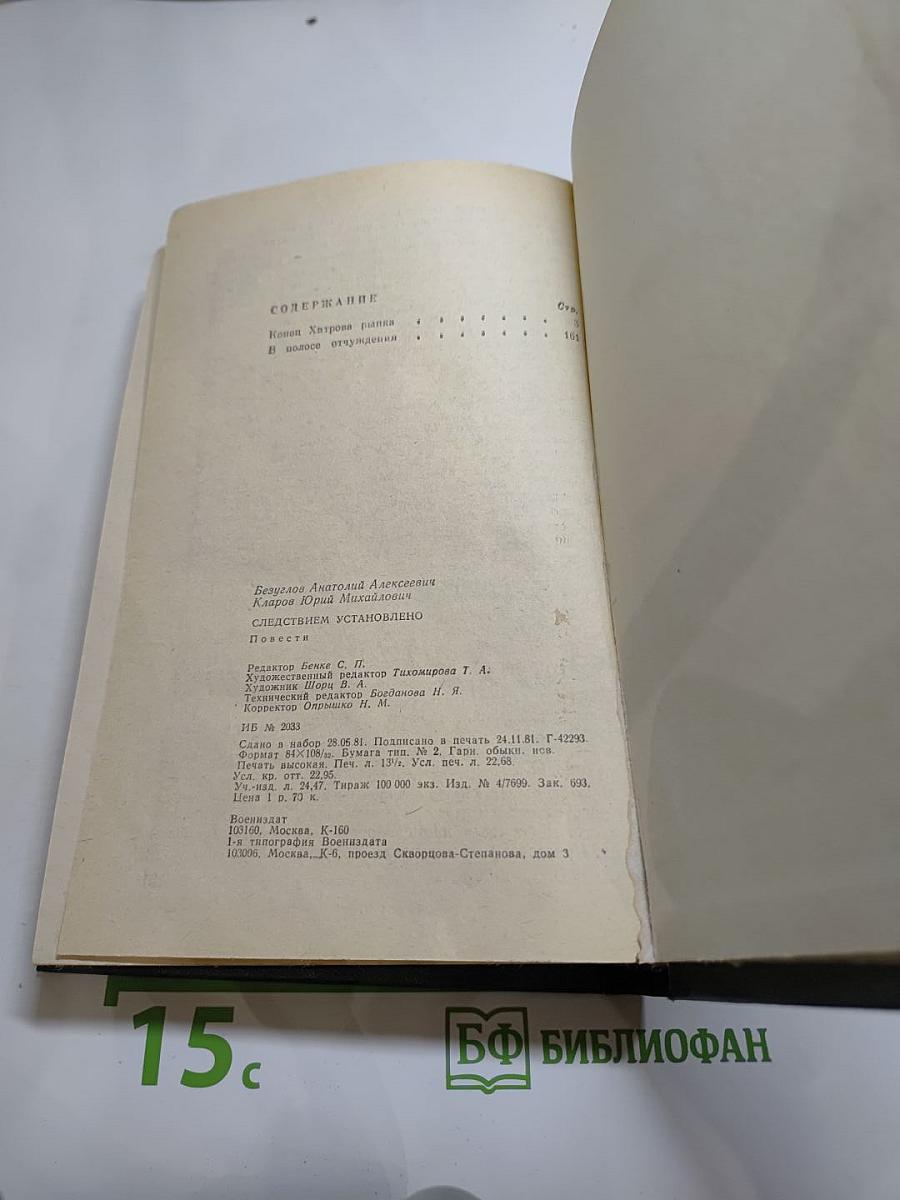 СОДЕРЖАНИЕ
Стр.
Конец Хитрова рынка . . . . . . . 3
В полосе отчуждения . . . . . . . 161
Безуглов Анатолий Алексеевич
Кларов Юрий Михайлович
СЛЕДСТВИЕМ УСТАНОВЛЕНО
Повести
Редактор Бенке С. П.
Художественный редактор Тихомирова Т. А.
Художник Шорц В. А.
Технический редактор Богданова Н. Я.
Корректор Опрышко Н. М.
ИБ № 2033
Сдано в набор 28.05.81. Подписано в печать 24.11.81. Г-42293.
Формат 84×108/32. Бумага тип. № 2. Гарн. обыкн. нов.
Печать высокая. Печ. л. 13½. Усл. печ. л. 22,68.
Усл. кр. отт. 22,95.
Уч.-изд. л. 24,47. Тираж 100 000 экз. Изд. № 4/7699. Зак. 693.
Цена 1 р. 70 к.
Воениздат
103160, Москва, К-160
1-я типография Воениздата
103006, Москва, К-6, проезд Скворцова-Степанова, дом 3
15 с
БФ БИБЛИОФАН